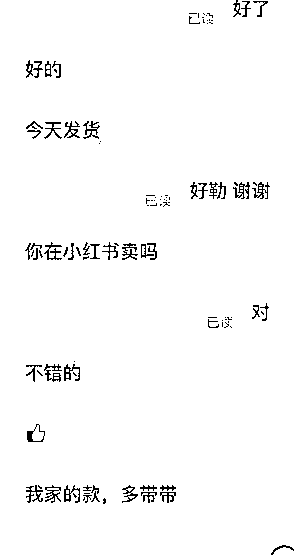 好了
已读
好的
今天发货
好勒 谢谢
已读
你在小红书卖吗
对
已读
不错的
👍
我家的款，多带带